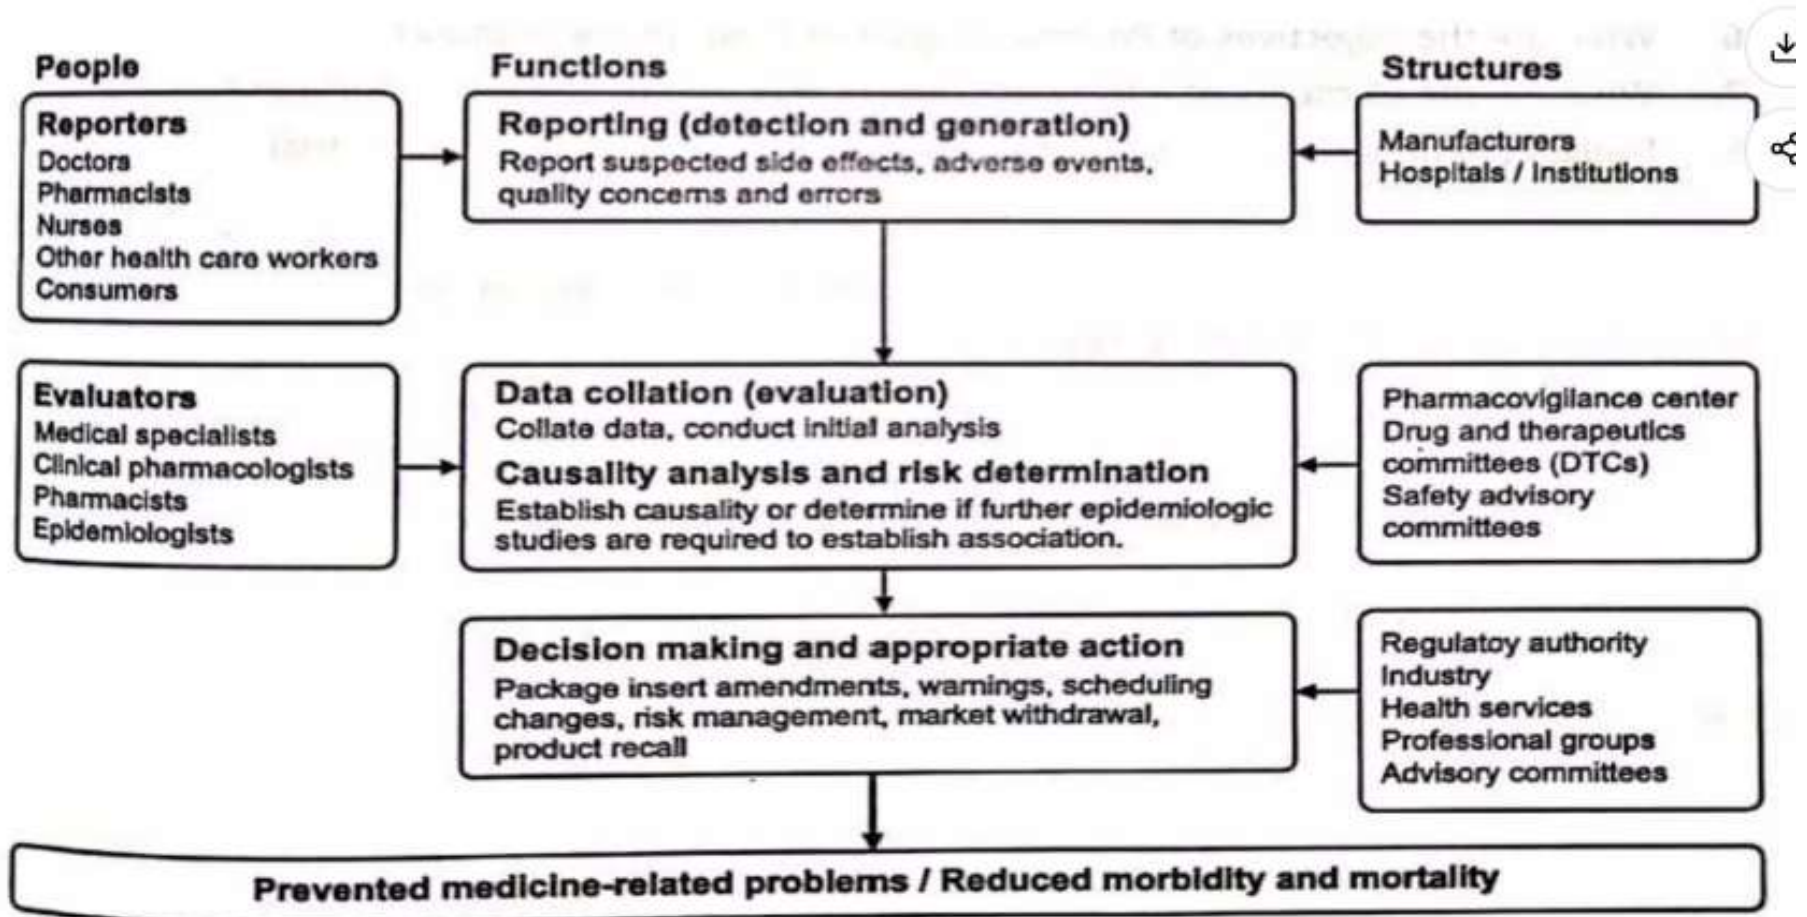 People
Functions
Structures
Reporters
Doctors
Pharmacists
Nurses
Other health care workers
Consumers
Reporting (detection and generation)
Report suspected side effects, adverse events,
quality concerns and errors
Manufacturers
Hospitals / Institutions
Evaluators
Medical specialists
Clinical pharmacologists
Pharmacists
Epidemiologists
Data collation (evaluation)
Collate data, conduct initial analysis
Causality analysis and risk determination
Establish causality or determine if further epidemiologic
studies are required to establish association.
Pharmacovigilance center
Drug and therapeutics
committees (DTCs)
Safety advisory
committees
Decision making and appropriate action
Package insert amendments, warnings, scheduling
changes, risk management, market withdrawal,
product recall
Regulatoy authority
Industry
Health services
Professional groups
Advisory committees
Prevented medicine-related problems / Reduced morbidity and mortality